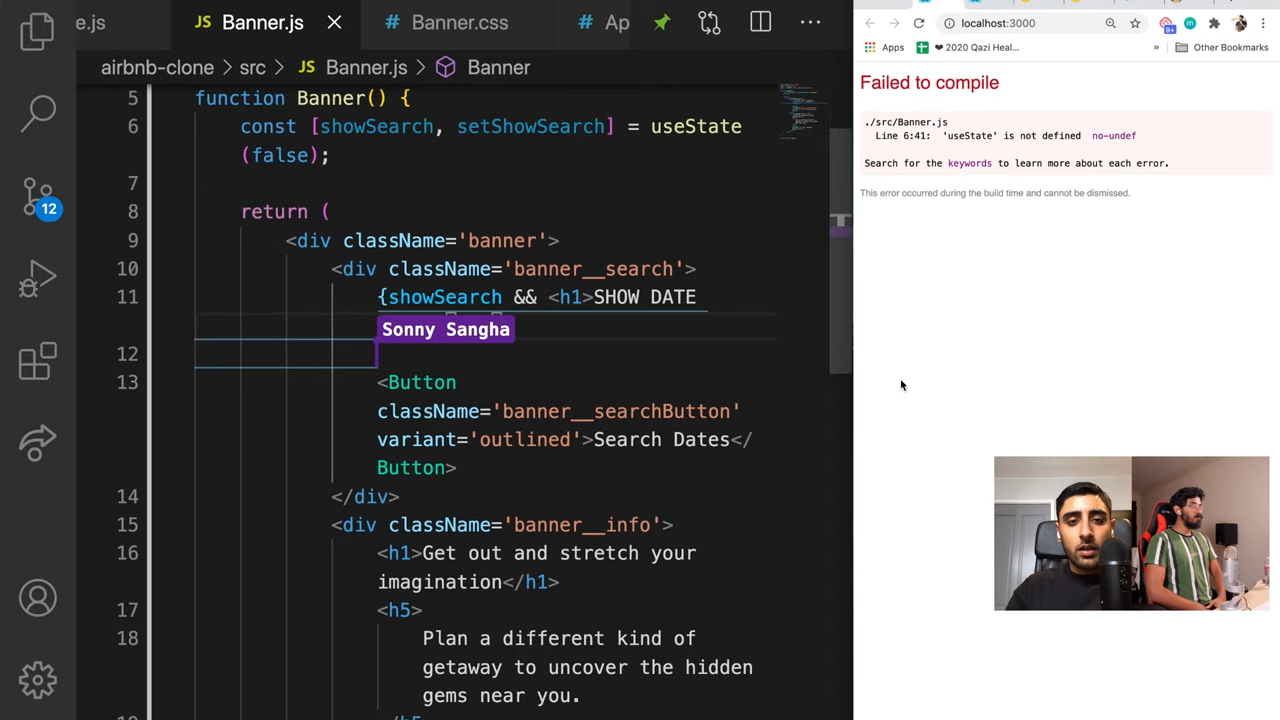 e.js
JS Banner.js
# Banner.css
# Ap
airbnb-clone > src > JS Banner.js > Banner
5 function Banner() {
6 const [showSearch, setShowSearch] = useState
(false);
7
8 return (
9 <div className='banner'>
10 <div className='banner__search'>
11 {showSearch && <h1>SHOW DATE
Sonny Sangha
12
13 <Button
className='banner__searchButton'
variant='outlined'>Search Dates</
Button>
14 </div>
15 <div className='banner__info'>
16 <h1>Get out and stretch your
imagination</h1>
17 <h5>
18 Plan a different kind of
getaway to uncover the hidden
gems near you.
12
localhost:3000
9+
Apps
❤ 2020 Qazi Heal...
»
Other Bookmarks
Failed to compile
./src/Banner.js
Line 6:41: 'useState' is not defined no-undef
Search for the keywords to learn more about each error.
This error occurred during the build time and cannot be dismissed.